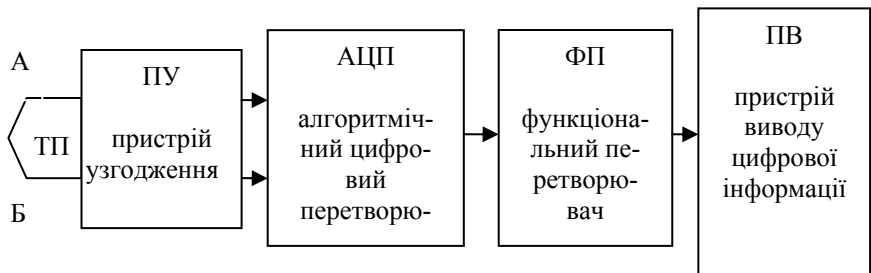 А
ТП
Б
ПУ
пристрій
узгодження
АЦП
алгоритміч-
ний цифро-
вий
перетворю-
ФП
функціона-
льний пе-
ретворю-
вач
ПВ
пристрій
виводу
цифрової
інформації